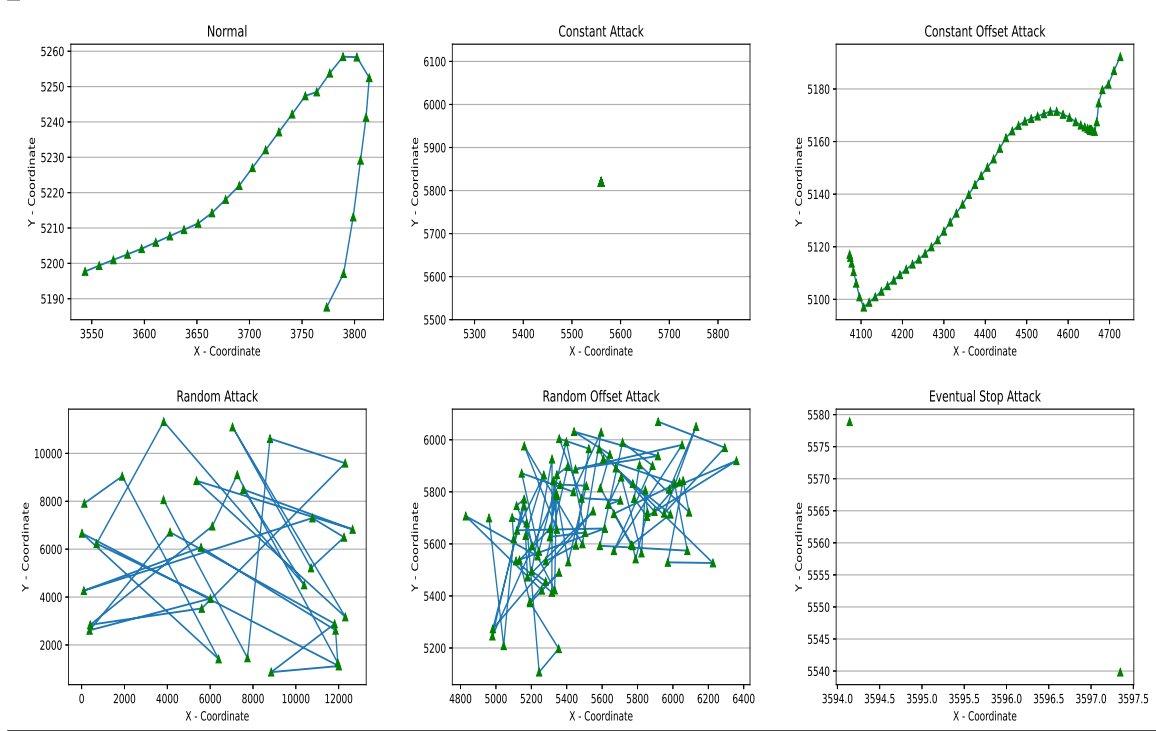 Normal
Y - Coordinate
5260
5250
5240
5230
5220
5210
5200
5190
3550 3600 3650 3700 3750 3800
X - Coordinate
Constant Attack
Y - Coordinate
6100
6000
5900
5800
5700
5600
5500
5300 5400 5500 5600 5700 5800
X - Coordinate
Constant Offset Attack
Y - Coordinate
5180
5160
5140
5120
5100
4100 4200 4300 4400 4500 4600 4700
X - Coordinate
Random Attack
Y - Coordinate
10000
8000
6000
4000
2000
0 2000 4000 6000 8000 10000 12000
X - Coordinate
Random Offset Attack
Y - Coordinate
6000
5800
5600
5400
5200
4800 5000 5200 5400 5600 5800 6000 6200 6400
X - Coordinate
Eventual Stop Attack
Y - Coordinate
5580
5575
5570
5565
5560
5555
5550
5545
5540
3594.0 3594.5 3595.0 3595.5 3596.0 3596.5 3597.0 3597.5
X - Coordinate